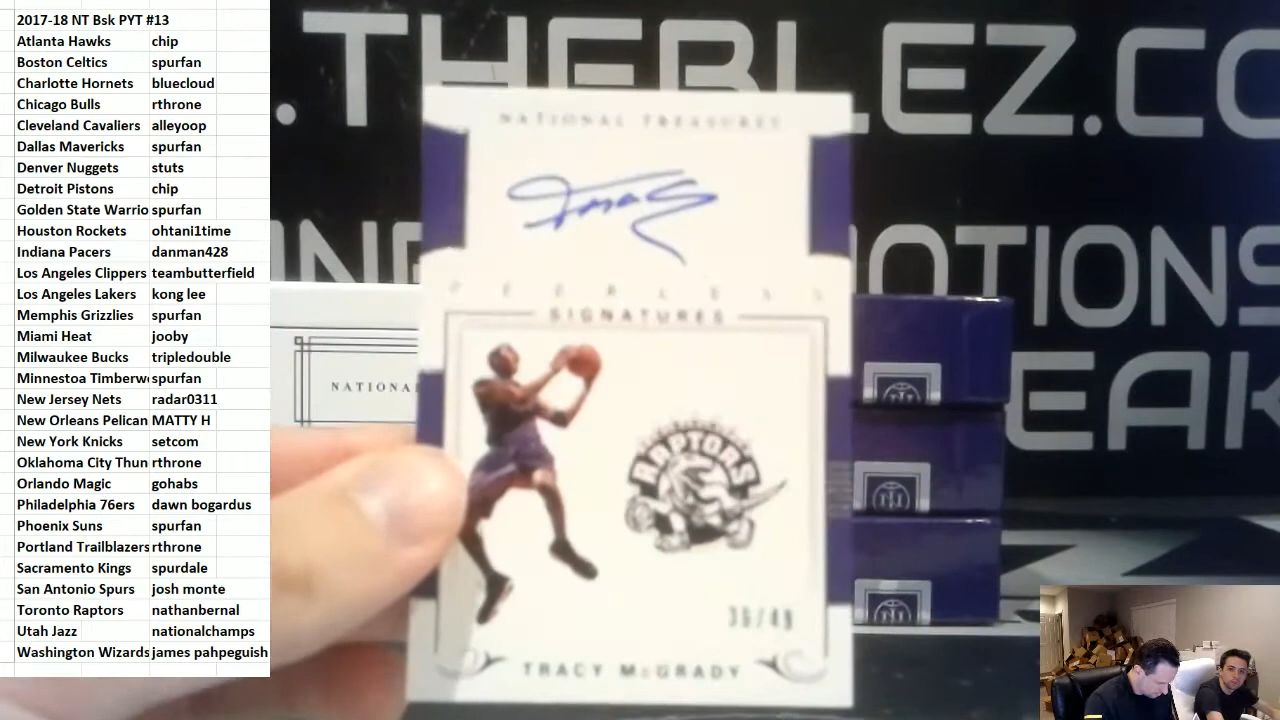 2017-18 NT Bsk PYT #13
Atlanta Hawks chip
Boston Celtics spurfan
Charlotte Hornets bluecloud
Chicago Bulls rthrone
Cleveland Cavaliers alleyoop
Dallas Mavericks spurfan
Denver Nuggets stuts
Detroit Pistons chip
Golden State Warrio spurfan
Houston Rockets ohtani1time
Indiana Pacers danman428
Los Angeles Clippers teambutterfield
Los Angeles Lakers kong lee
Memphis Grizzlies spurfan
Miami Heat jooby
Milwaukee Bucks tripledouble
Minnestoa Timberw spurfan
New Jersey Nets radar0311
New Orleans Pelican MATTY H
New York Knicks setcom
Oklahoma City Thun rthrone
Orlando Magic gohabs
Philadelphia 76ers dawn bogardus
Phoenix Suns spurfan
Portland Trailblazers rthrone
Sacramento Kings spurdale
San Antonio Spurs josh monte
Toronto Raptors nathanbernal
Utah Jazz nationalchamps
Washington Wizards james pahpeguish
.THEBLEZ.CO
OTIONS
EAK
NATIONAL TREASURES
PEERLESS
SIGNATURES
RAPTORS
TRACY McGRADY
NATIONA